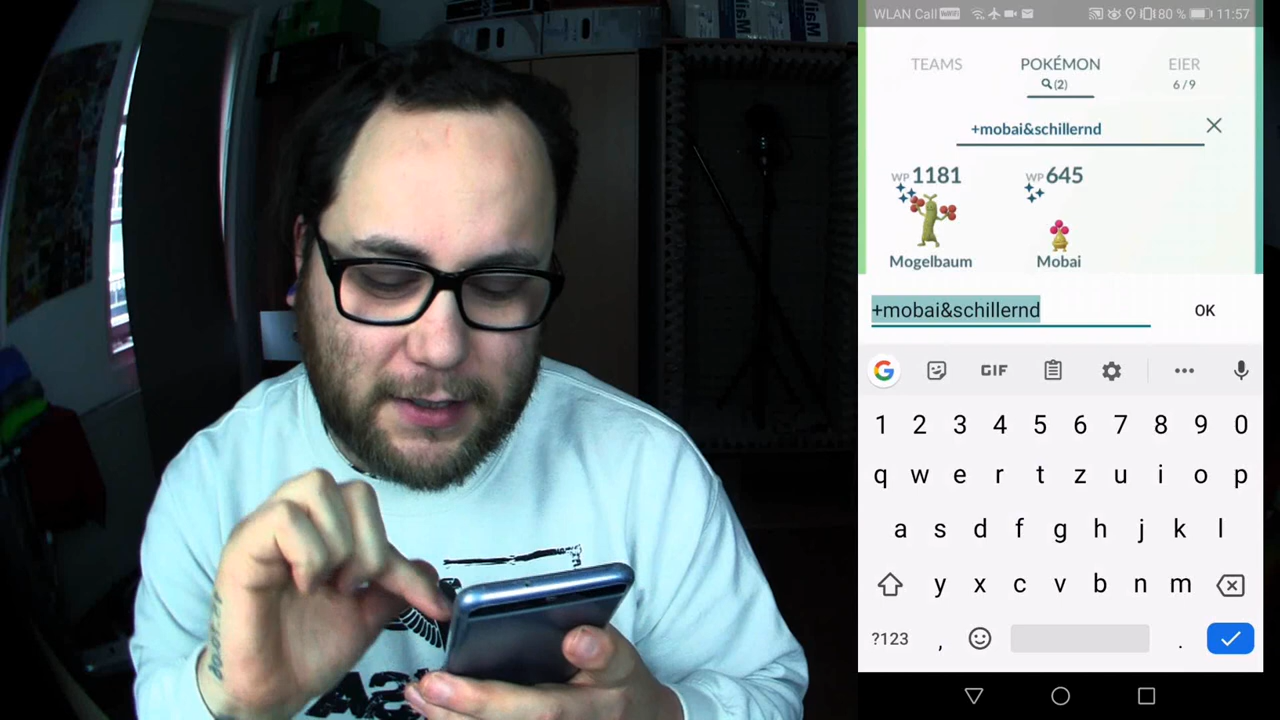 WLAN Call
80 %
11:57
TEAMS
POKÉMON
EIER
(2)
6/9
+mobai&schillernd
WP 1181
WP 645
Mogelbaum
Mobai
+mobai&schillernd
OK
G
GIF
1 2 3 4 5 6 7 8 9 0
q w e r t z u i o p
a s d f g h j k l
y x c v b n m
?123 , .